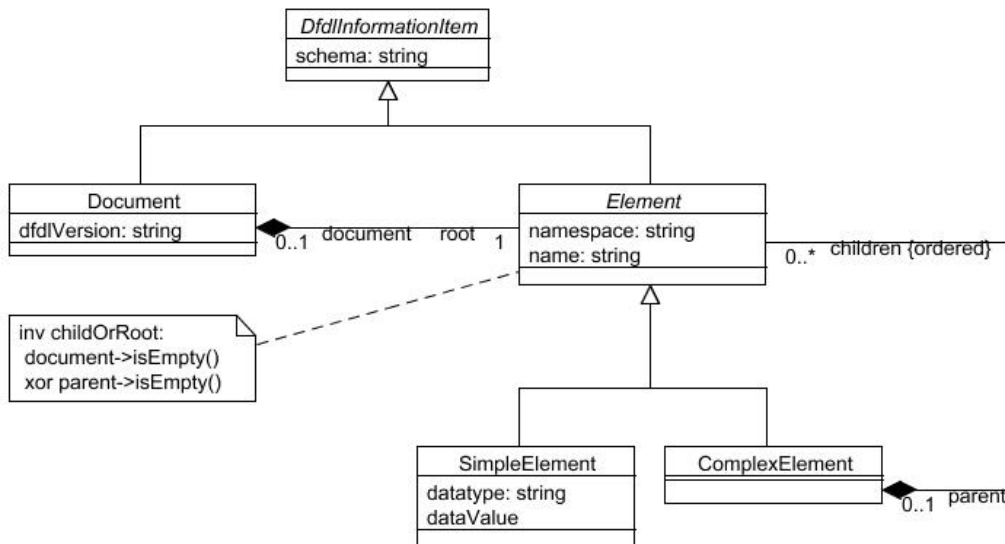 DfdlInformationItem
schema: string
Document
dfdlVersion: string
0..1 document root 1
Element
namespace: string
name: string
0..* children {ordered}
inv childOrRoot:
document->isEmpty()
xor parent->isEmpty()
SimpleElement
datatype: string
dataValue
ComplexElement
0..1 parent